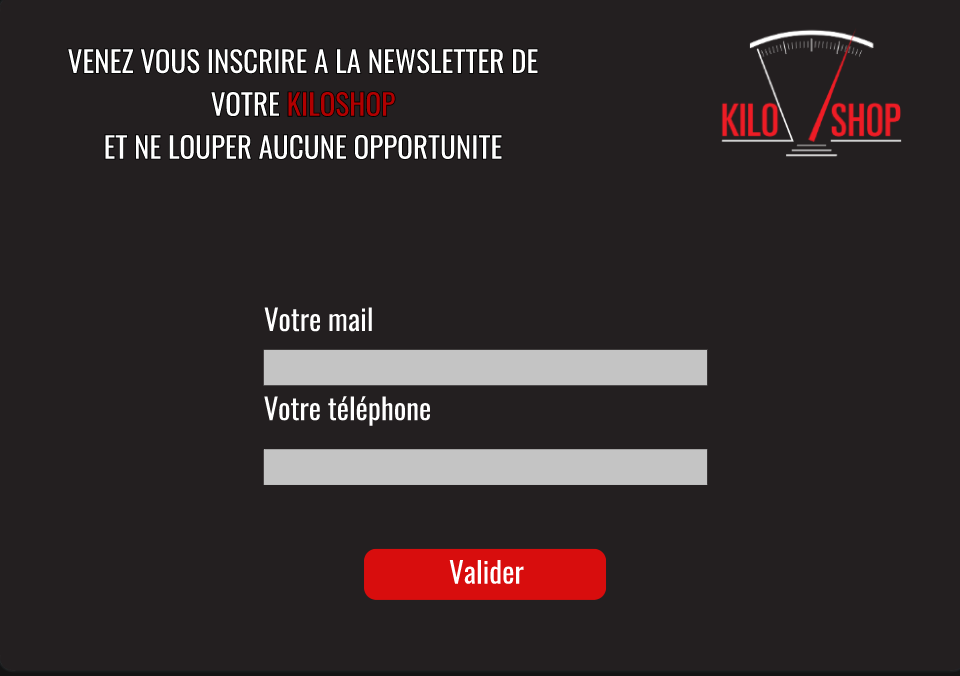 VENEZ VOUS INSCRIRE A LA NEWSLETTER DE
VOTRE KILOSHOP
ET NE LOUPER AUCUNE OPPORTUNITE
KILO SHOP
Votre mail
Votre téléphone
Valider